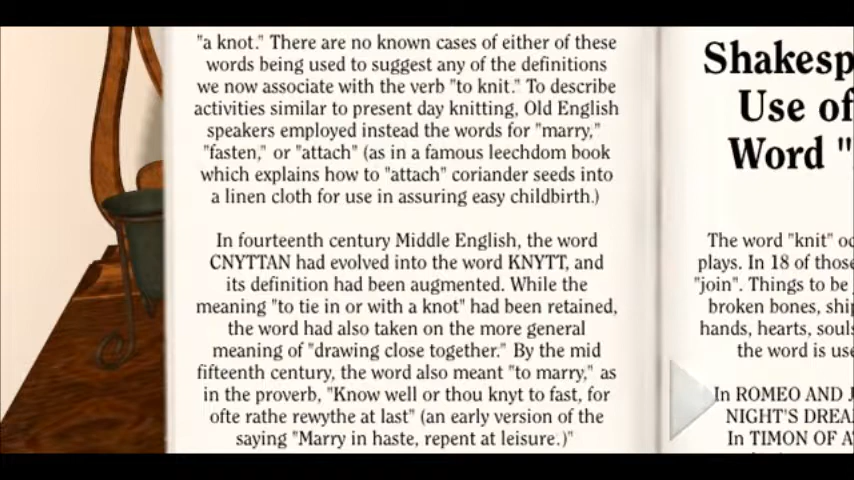 "a knot." There are no known cases of either of these
words being used to suggest any of the definitions
we now associate with the verb "to knit." To describe
activities similar to present day knitting, Old English
speakers employed instead the words for "marry,"
"fasten," or "attach" (as in a famous leechdom book
which explains how to "attach" coriander seeds into
a linen cloth for use in assuring easy childbirth.)
In fourteenth century Middle English, the word
CNYTTAN had evolved into the word KNYTT, and
its definition had been augmented. While the
meaning "to tie in or with a knot" had been retained,
the word had also taken on the more general
meaning of "drawing close together." By the mid
fifteenth century, the word also meant "to marry," as
in the proverb, "Know well or thou knyt to fast, for
ofte rathe rewythe at last" (an early version of the
saying "Marry in haste, repent at leisure.)"
Shakesp
Use of
Word "
The word "knit" oc
plays. In 18 of those
"join". Things to be
broken bones, ship
hands, hearts, souls
the word is use
In ROMEO AND J
NIGHT'S DREA
In TIMON OF A